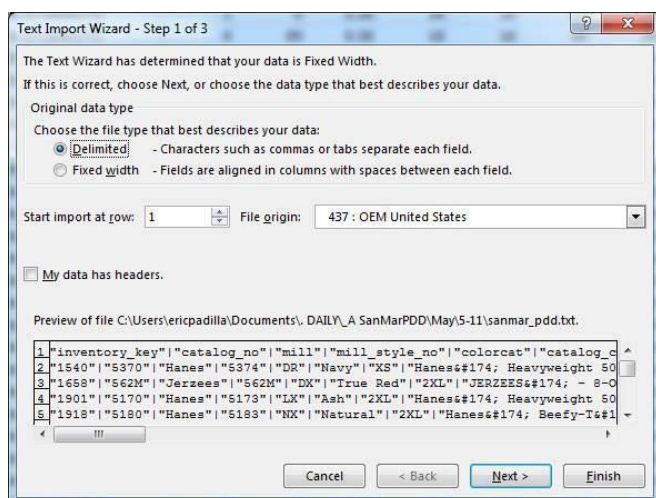 Text Import Wizard - Step 1 of 3
The Text Wizard has determined that your data is Fixed Width.
If this is correct, choose Next, or choose the data type that best describes your data.
Original data type
Choose the file type that best describes your data:
Delimited - Characters such as commas or tabs separate each field.
Fixed width - Fields are aligned in columns with spaces between each field.
Start import at row: 1 File origin: 437 : OEM United States
My data has headers.
Preview of file C:\Users\ericpadilla\Documents\. DAILY\_A SanMarPDD\May\5-11\sanmar_pdd.txt.
1 "inventory_key"|"catalog_no"|"mill"|"mill_style_no"|"colorcat"|"catalog_c
2 "1540"|"5370"|"Hanes"|"5374"|"DR"|"Navy"|"XS"|"Hanes&#174; Heavyweight 50
3 "1658"|"562M"|"Jerzees"|"562M"|"DX"|"True Red"|"2XL"|"JERZEES&#174; - 8-O
4 "1901"|"5170"|"Hanes"|"5173"|"LX"|"Ash"|"2XL"|"Hanes&#174; Heavyweight 50
5 "1918"|"5180"|"Hanes"|"5183"|"NX"|"Natural"|"2XL"|"Hanes&#174; Beefy-T&#1
Cancel < Back Next > Finish